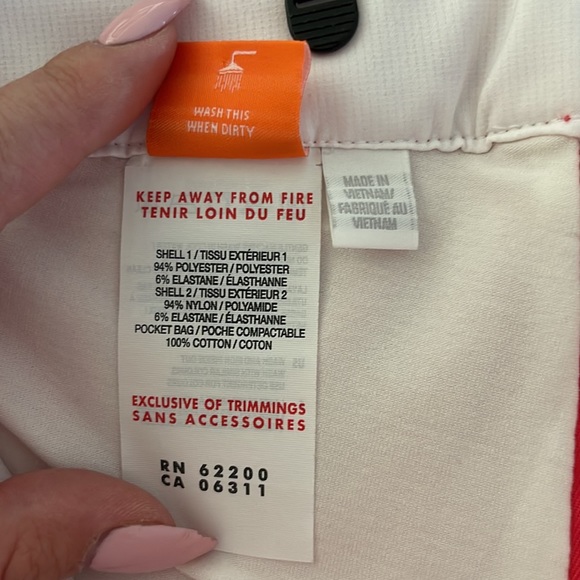 WASH THIS
WHEN DIRTY
KEEP AWAY FROM FIRE
TENIR LOIN DU FEU
SHELL 1 / TISSU EXTÉRIEUR 1
94% POLYESTER / POLYESTER
6% ELASTANE / ÉLASTHANNE
SHELL 2 / TISSU EXTÉRIEUR 2
94% NYLON / POLYAMIDE
6% ELASTANE / ÉLASTHANNE
POCKET BAG / POCHE COMPACTABLE
100% COTTON / COTON
EXCLUSIVE OF TRIMMINGS
SANS ACCESSOIRES
RN 62200
CA 06311
MADE IN
VIETNAM/
FABRIQUÉ AU
VIETNAM